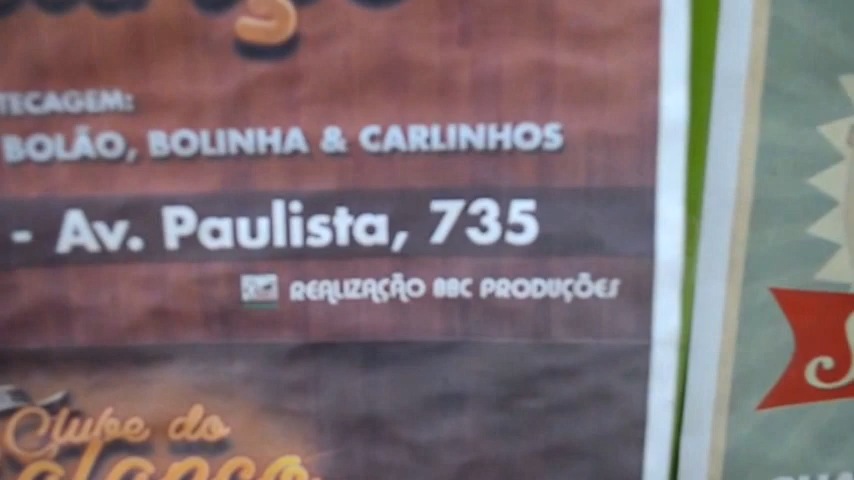 TECAGEM:
BOLÃO, BOLINHA & CARLINHOS
- Av. Paulista, 735
REALIZAÇÃO BBC PRODUÇÕES
Clube do